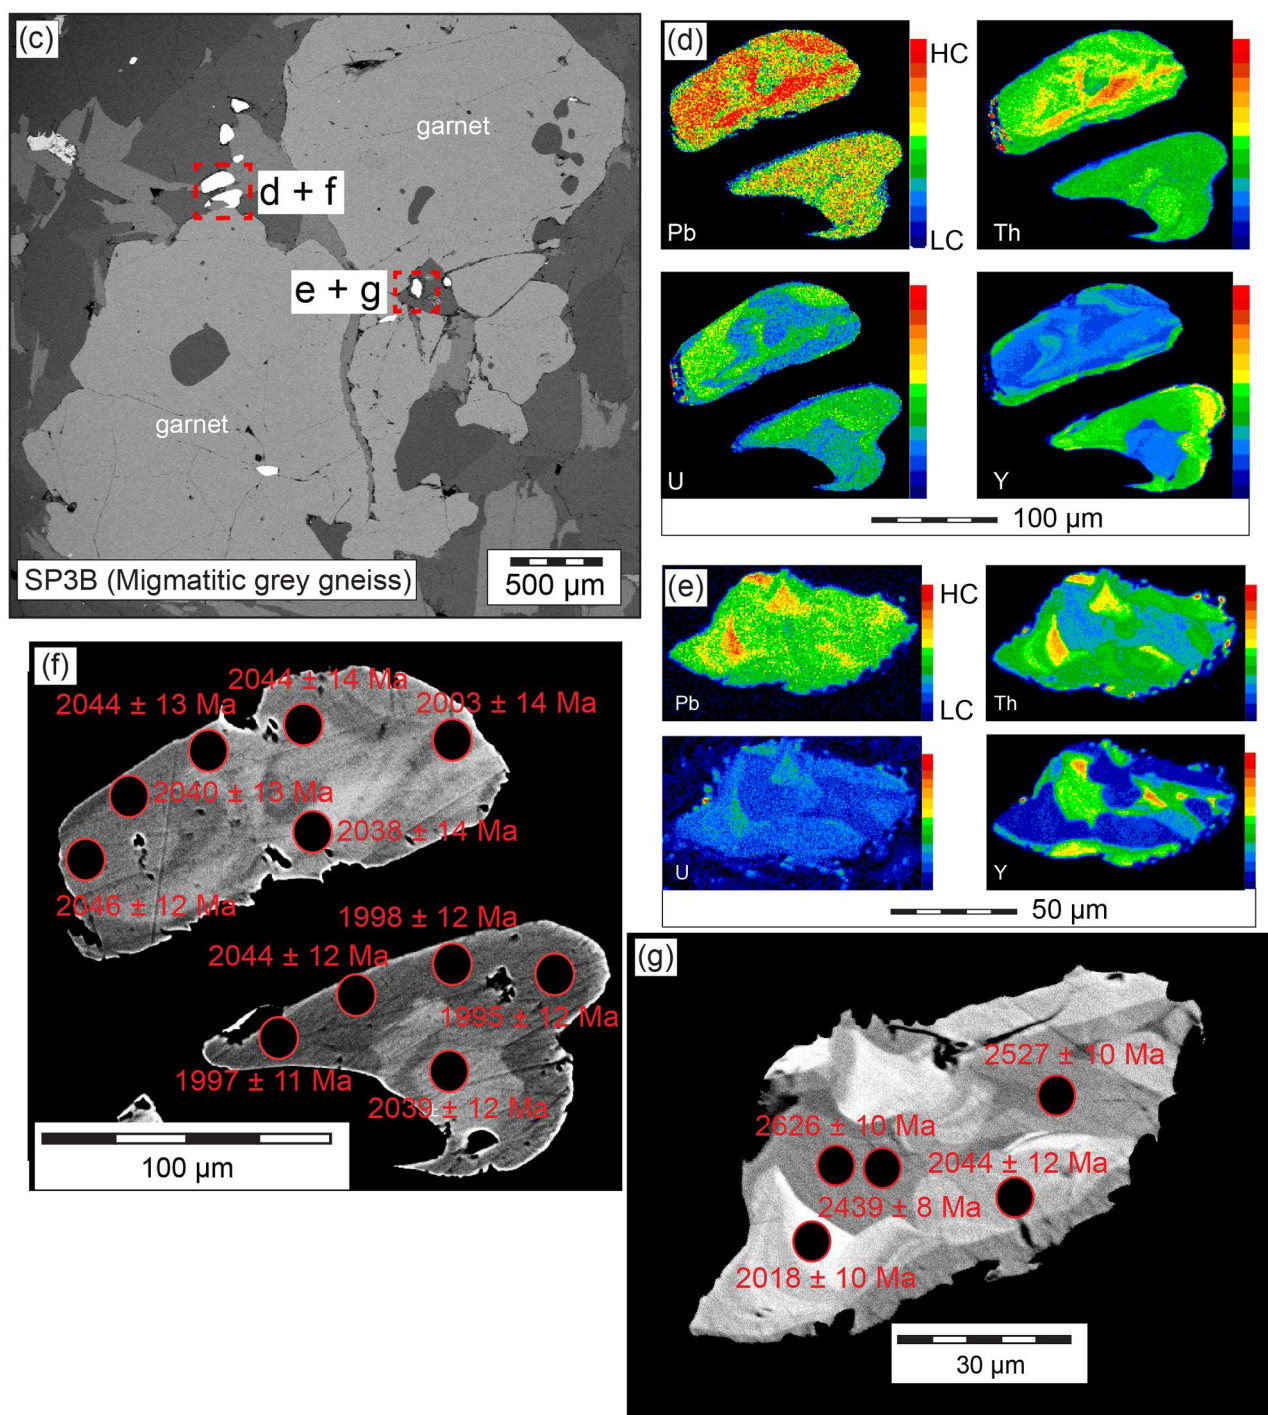 (c)
garnet
d + f
e + g
garnet
SP3B (Migmatitic grey gneiss)
500 µm
(d)
HC
LC
Pb
Th
U
Y
100 µm
(e)
HC
LC
Pb
Th
U
Y
50 µm
(f)
2044 ± 14 Ma
2044 ± 13 Ma
2003 ± 14 Ma
2040 ± 13 Ma
2038 ± 14 Ma
2046 ± 12 Ma
1998 ± 12 Ma
2044 ± 12 Ma
1995 ± 12 Ma
1997 ± 11 Ma
2039 ± 12 Ma
100 µm
(g)
2527 ± 10 Ma
2626 ± 10 Ma
2044 ± 12 Ma
2439 ± 8 Ma
2018 ± 10 Ma
30 µm